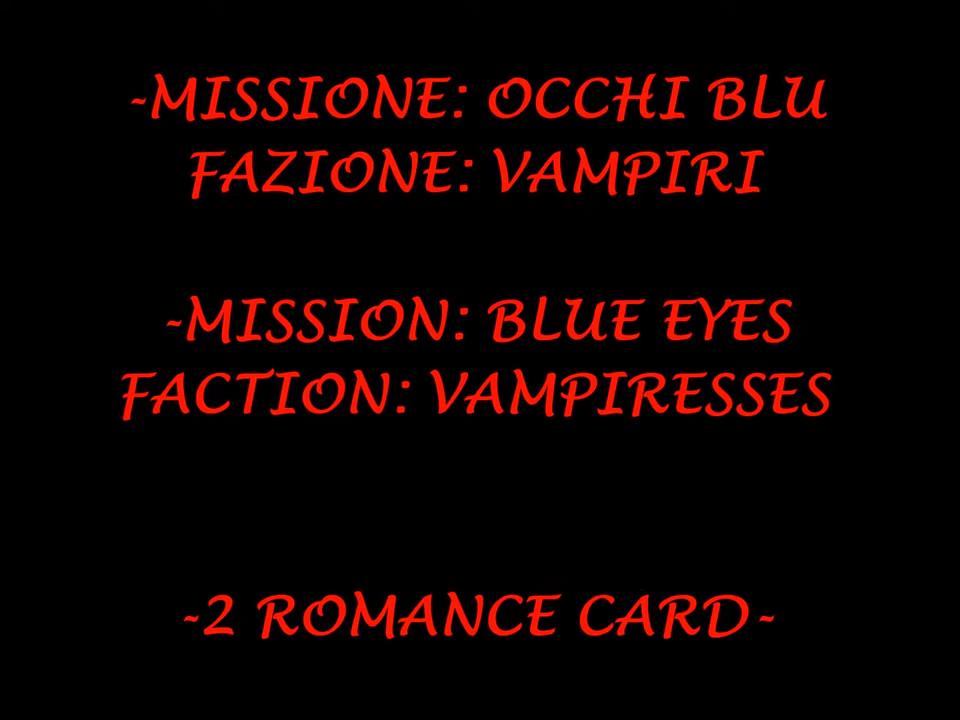 -MISSIONE: OCCHI BLU
FAZIONE: VAMPIRI
-MISSION: BLUE EYES
FACTION: VAMPIRESSES
-2 ROMANCE CARD-